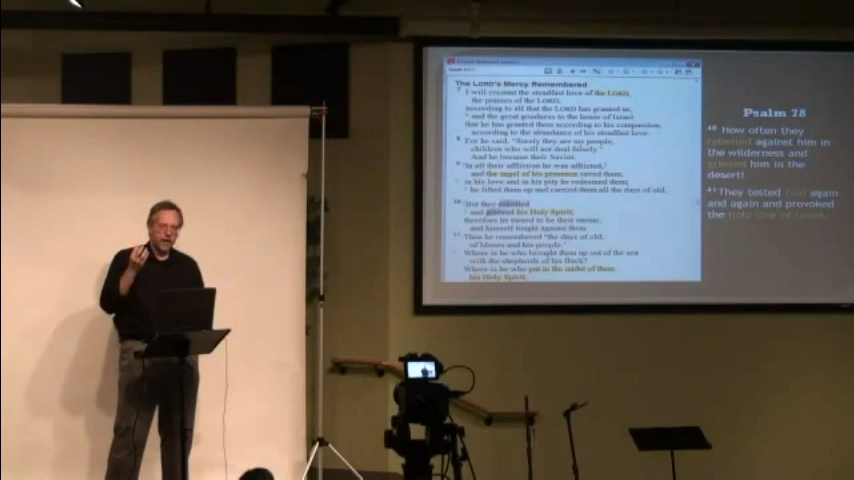 The LORD's Mercy Remembered
7 I will recount the steadfast love of the LORD,
the praises of the LORD,
according to all that the LORD has granted us,
and the great goodness to the house of Israel
that he has granted them according to his compassion,
according to the abundance of his steadfast love.
8 For he said, "Surely they are my people,
children who will not deal falsely."
And he became their Savior.
9 In all their affliction he was afflicted,
and the angel of his presence saved them;
in his love and in his pity he redeemed them;
he lifted them up and carried them all the days of old.
10 But they rebelled
and grieved his Holy Spirit;
therefore he turned to be their enemy,
and himself fought against them.
11 Then he remembered the days of old,
of Moses and his people.
Where is he who brought them up out of the sea
with the shepherds of his flock?
Where is he who put in the midst of them
his Holy Spirit,
Psalm 78
40 How often they
rebelled against him in
the wilderness and
grieved him in the
desert!
41 They tested God again
and again and provoked
the Holy One of Israel.